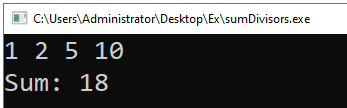 C:\Users\Administrator\Desktop\Ex\sumDivisors.exe
1 2 5 10
Sum: 18